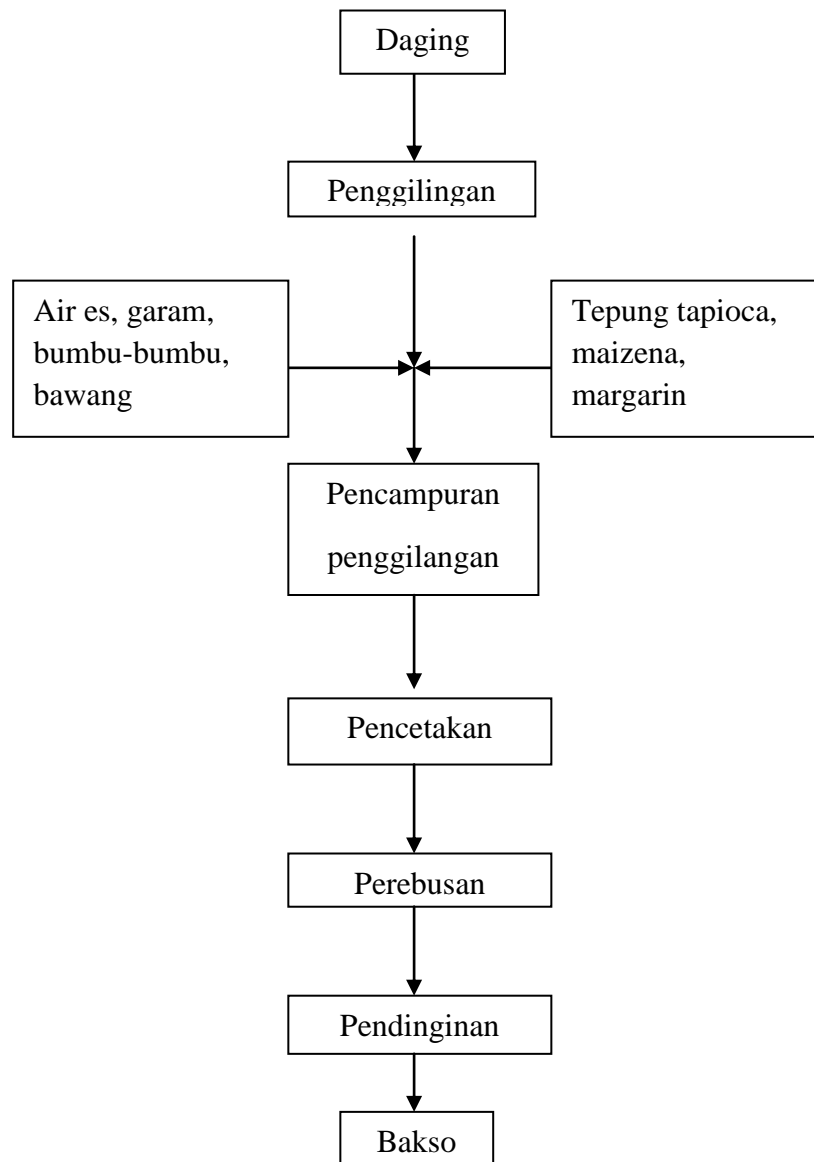 Daging
Penggilingan
Air es, garam,
bumbu-bumbu,
bawang
Tepung tapioca,
maizena,
margarin
Pencampuran
penggilangan
Pencetakan
Perebusan
Pendinginan
Bakso